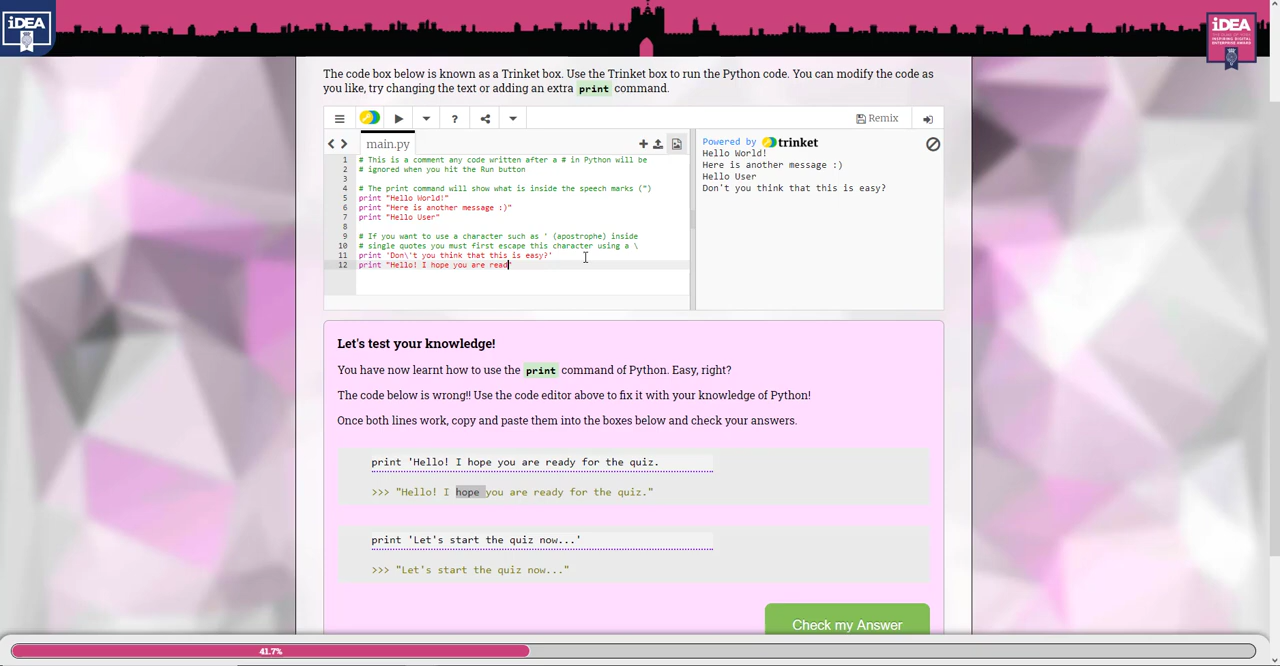 iDEA
iDEA
INSPIRING DIGITAL
ENTERPRISE AWARD
The code box below is known as a Trinket box. Use the Trinket box to run the Python code. You can modify the code as
you like, try changing the text or adding an extra print command.
? Remix
main.py
1 # This is a comment any code written after a # in Python will be
2 # ignored when you hit the Run button
3
4 # The print command will show what is inside the speech marks (")
5 print "Hello World!"
6 print "Here is another message :)"
7 print "Hello User"
8
9 # If you want to use a character such as ' (apostrophe) inside
10 # single quotes you must first escape this character using a \
11 print 'Don\'t you think that this is easy?'
12 print "Hello! I hope you are read
Powered by trinket
Hello World!
Here is another message :)
Hello User
Don't you think that this is easy?
Let's test your knowledge!
You have now learnt how to use the print command of Python. Easy, right?
The code below is wrong!! Use the code editor above to fix it with your knowledge of Python!
Once both lines work, copy and paste them into the boxes below and check your answers.
print 'Hello! I hope you are ready for the quiz.
>>> "Hello! I hope you are ready for the quiz."
print 'Let's start the quiz now...'
>>> "Let's start the quiz now..."
Check my Answer
41.7%